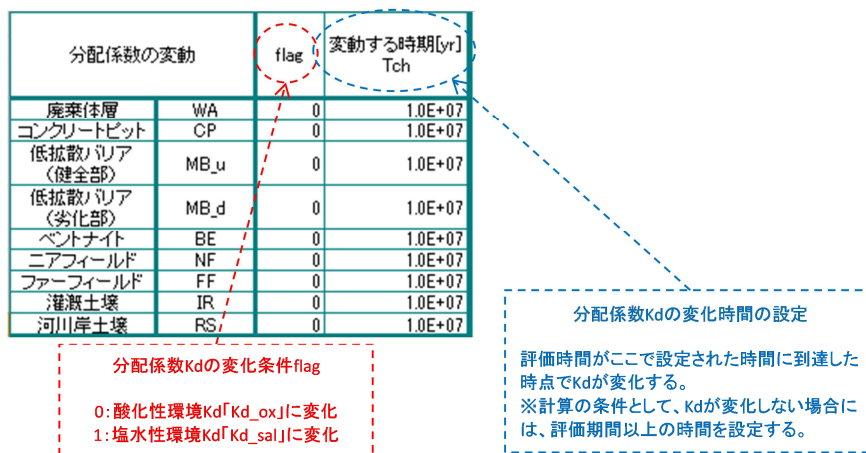 分配係数の変動 flag 変動する時期[yr]
Tch
廃棄体層 WA 0 1.0E+07
コンクリートピット CP 0 1.0E+07
低拡散バリア
(健全部) MB_u 0 1.0E+07
低拡散バリア
(劣化部) MB_d 0 1.0E+07
ベントナイト BE 0 1.0E+07
ニアフィールド NF 0 1.0E+07
ファーフィールド FF 0 1.0E+07
灌漑土壌 IR 0 1.0E+07
河川岸土壌 RS 0 1.0E+07
分配係数Kdの変化条件flag
0:酸化性環境Kd「Kd_ox」に変化
1:塩水性環境Kd「Kd_sal」に変化
分配係数Kdの変化時間の設定
評価時間がここで設定された時間に到達した
時点でKdが変化する。
※計算の条件として、Kdが変化しない場合に
は、評価期間以上の時間を設定する。